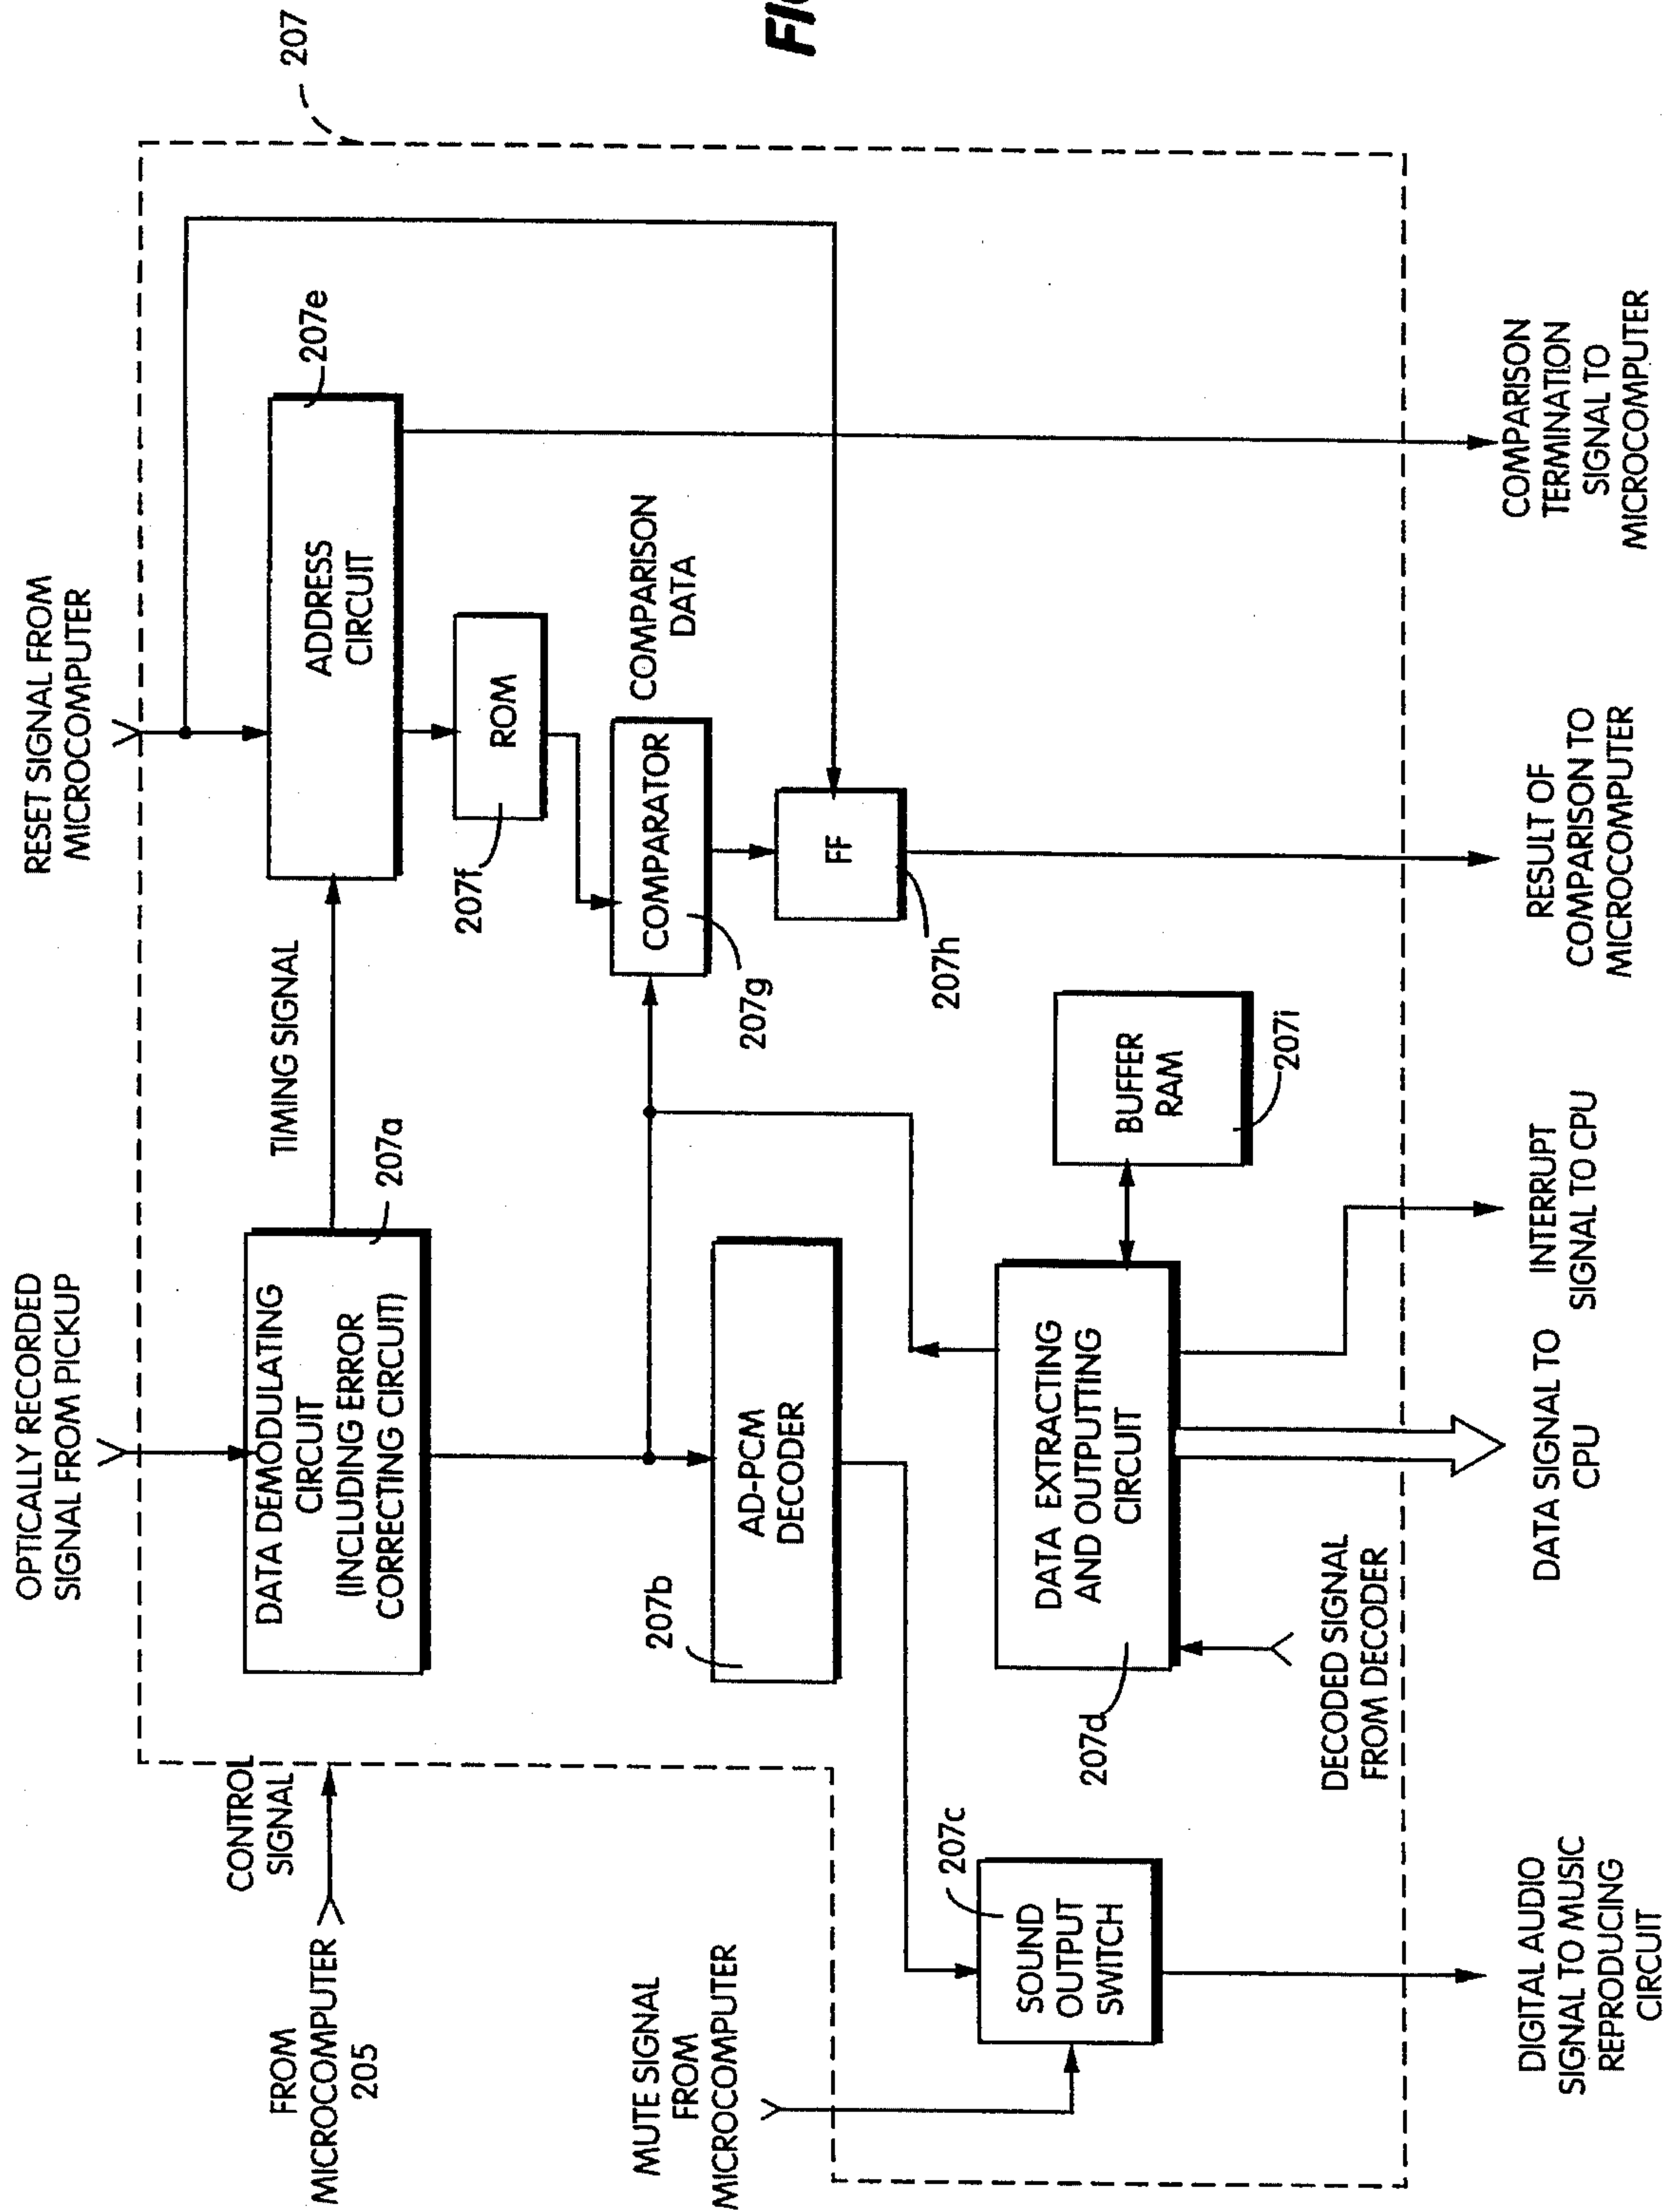 OPTICALLY RECORDED
SIGNAL FROM PICKUP
RESET SIGNAL FROM
MICROCOMPUTER
207
FROM
MICROCOMPUTER
205
CONTROL
SIGNAL
DATA DEMODULATING
CIRCUIT
(INCLUDING ERROR
CORRECTING CIRCUIT)
207a
TIMING SIGNAL
ADDRESS
CIRCUIT
207e
207f
ROM
MUTE SIGNAL
FROM
MICROCOMPUTER
207b
AD-PCM
DECODER
COMPARATOR
207g
COMPARISON
DATA
FF
207h
207c
SOUND
OUTPUT
SWITCH
207d
DATA EXTRACTING
AND OUTPUTTING
CIRCUIT
BUFFER
RAM
207i
DECODED SIGNAL
FROM DECODER
DIGITAL AUDIO
SIGNAL TO MUSIC
REPRODUCING
CIRCUIT
DATA SIGNAL TO
CPU
INTERRUPT
SIGNAL TO CPU
RESULT OF
COMPARISON TO
MICROCOMPUTER
COMPARISON
TERMINATION
SIGNAL TO
MICROCOMPUTER